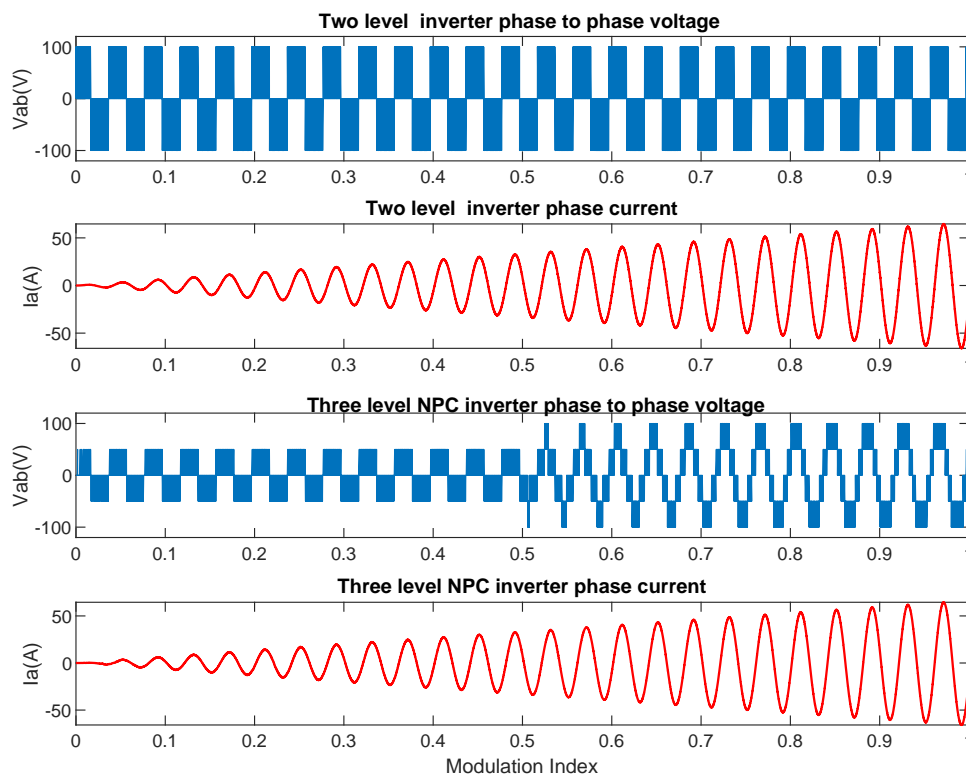 Two level  inverter phase to phase voltage
Vab(V)
100
0
-100
0 0.1 0.2 0.3 0.4 0.5 0.6 0.7 0.8 0.9 1
Two level  inverter phase current
Ia(A)
50
0
-50
0 0.1 0.2 0.3 0.4 0.5 0.6 0.7 0.8 0.9 1
Three level NPC inverter phase to phase voltage
Vab(V)
100
0
-100
0 0.1 0.2 0.3 0.4 0.5 0.6 0.7 0.8 0.9 1
Three level NPC inverter phase current
Ia(A)
50
0
-50
0 0.1 0.2 0.3 0.4 0.5 0.6 0.7 0.8 0.9 1
Modulation Index